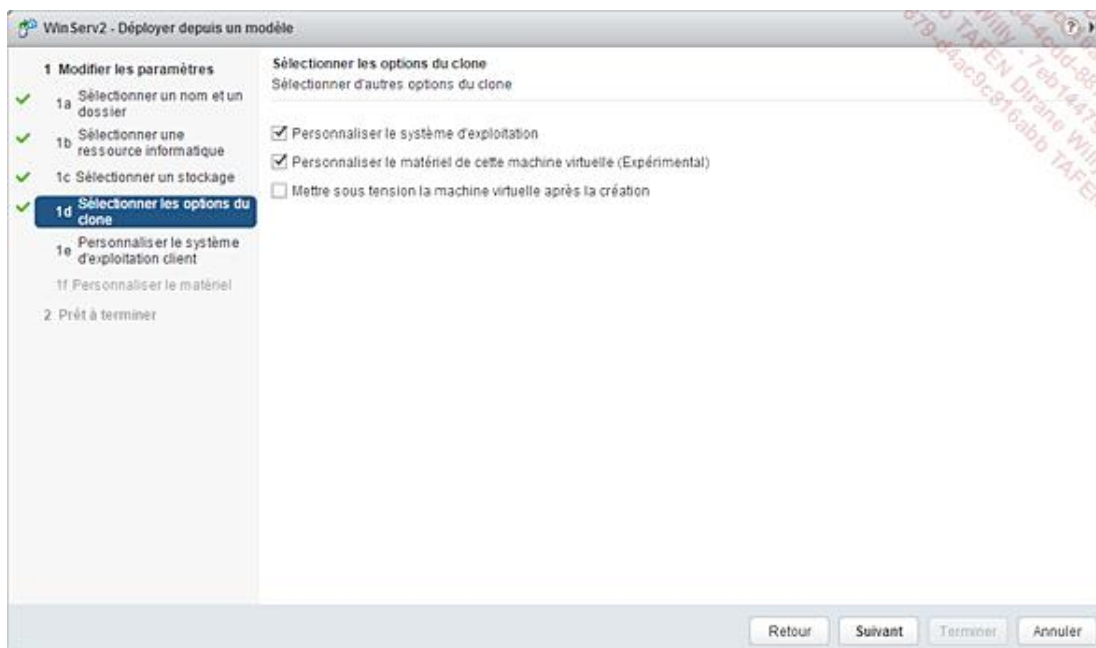 WinServ2 - Déployer depuis un modèle
1 Modifier les paramètres
1a Sélectionner un nom et un
dossier
1b Sélectionner une
ressource informatique
1c Sélectionner un stockage
1d Sélectionner les options du
clone
1e Personnaliser le système
d'exploitation client
1f Personnaliser le matériel
2 Prêt à terminer
Sélectionner les options du clone
Sélectionner d'autres options du clone
Personnaliser le système d'exploitation
Personnaliser le matériel de cette machine virtuelle (Expérimental)
Mettre sous tension la machine virtuelle après la création
Retour
Suivant
Terminer
Annuler
TAFEN Dirane
Willy